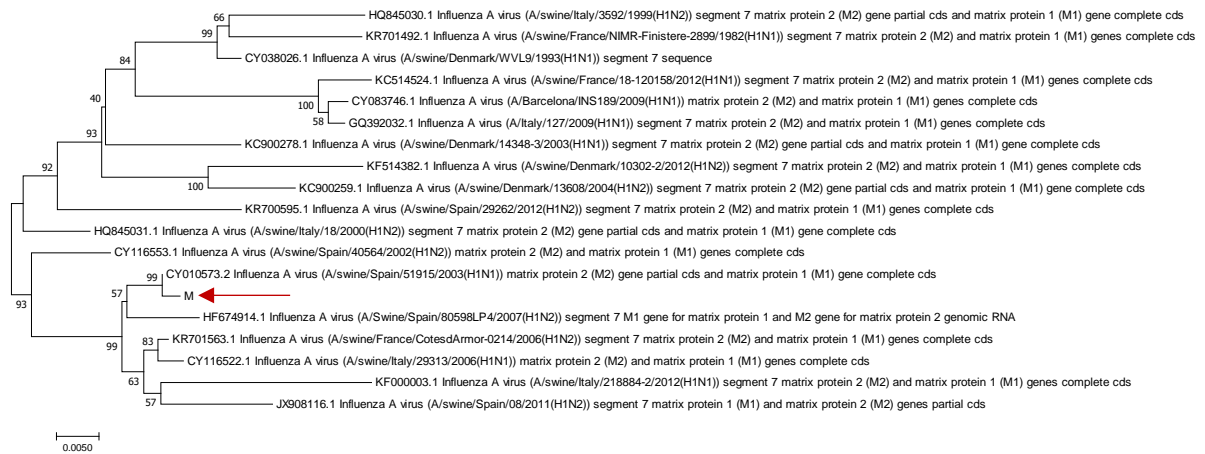 66
HQ845030.1 Influenza A virus (A/swine/Italy/3592/1999(H1N2)) segment 7 matrix protein 2 (M2) gene partial cds and matrix protein 1 (M1) gene complete cds
99
KR701492.1 Influenza A virus (A/swine/France/NIMR-Finistere-2899/1982(H1N1)) segment 7 matrix protein 2 (M2) and matrix protein 1 (M1) genes complete cds
84
CY038026.1 Influenza A virus (A/swine/Denmark/WVL9/1993(H1N1)) segment 7 sequence
KC514524.1 Influenza A virus (A/swine/France/18-120158/2012(H1N1)) segment 7 matrix protein 2 (M2) and matrix protein 1 (M1) genes complete cds
40
100
CY083746.1 Influenza A virus (A/Barcelona/INS189/2009(H1N1)) matrix protein 2 (M2) and matrix protein 1 (M1) genes complete cds
58
GQ392032.1 Influenza A virus (A/Italy/127/2009(H1N1)) segment 7 matrix protein 2 (M2) and matrix protein 1 (M1) genes complete cds
93
KC900278.1 Influenza A virus (A/swine/Denmark/14348-3/2003(H1N1)) segment 7 matrix protein 2 (M2) gene partial cds and matrix protein 1 (M1) gene complete cds
92
KF514382.1 Influenza A virus (A/swine/Denmark/10302-2/2012(H1N2)) segment 7 matrix protein 2 (M2) and matrix protein 1 (M1) genes complete cds
100
KC900259.1 Influenza A virus (A/swine/Denmark/13608/2004(H1N1)) segment 7 matrix protein 2 (M2) gene partial cds and matrix protein 1 (M1) gene complete cds
KR700595.1 Influenza A virus (A/swine/Spain/29262/2012(H1N2)) segment 7 matrix protein 2 (M2) and matrix protein 1 (M1) genes complete cds
HQ845031.1 Influenza A virus (A/swine/Italy/18/2000(H1N2)) segment 7 matrix protein 2 (M2) gene partial cds and matrix protein 1 (M1) gene complete cds
CY116553.1 Influenza A virus (A/swine/Spain/40564/2002(H1N2)) matrix protein 2 (M2) and matrix protein 1 (M1) genes complete cds
93
99
CY010573.2 Influenza A virus (A/swine/Spain/51915/2003(H1N1)) matrix protein 2 (M2) gene partial cds and matrix protein 1 (M1) gene complete cds
57
M
HF674914.1 Influenza A virus (A/Swine/Spain/80598LP4/2007(H1N2)) segment 7 M1 gene for matrix protein 1 and M2 gene for matrix protein 2 genomic RNA
99
83
KR701563.1 Influenza A virus (A/swine/France/CotesdArmor-0214/2006(H1N2)) segment 7 matrix protein 2 (M2) and matrix protein 1 (M1) genes complete cds
CY116522.1 Influenza A virus (A/swine/Italy/29313/2006(H1N1)) matrix protein 2 (M2) and matrix protein 1 (M1) genes complete cds
63
KF000003.1 Influenza A virus (A/swine/Italy/218884-2/2012(H1N1)) segment 7 matrix protein 2 (M2) and matrix protein 1 (M1) genes complete cds
57
JX908116.1 Influenza A virus (A/swine/Spain/08/2011(H1N2)) segment 7 matrix protein 1 (M1) and matrix protein 2 (M2) genes partial cds
0.0050